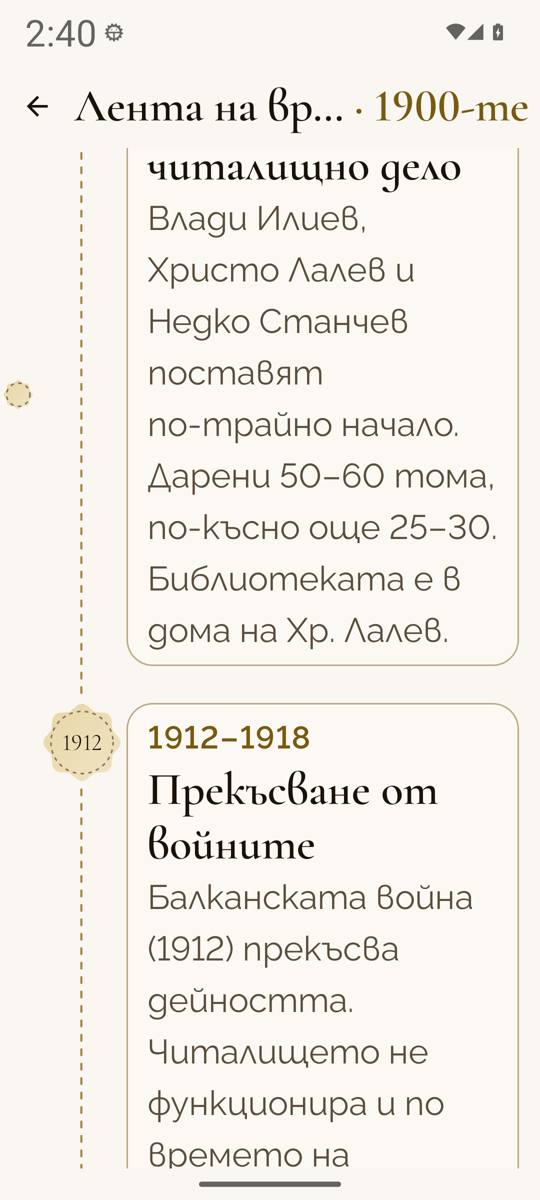 2:40
Лента на вр... · 1900-те
читалищно дело
Влади Илиев,
Христо Лалев и
Недко Станчев
поставят
по-трайно начало.
Дарени 50–60 тома,
по-късно още 25–30.
Библиотеката е в
дома на Хр. Лалев.
1912
1912–1918
Прекъсване от
войните
Балканската война
(1912) прекъсва
дейността.
Читалището не
функционира и по
времето на